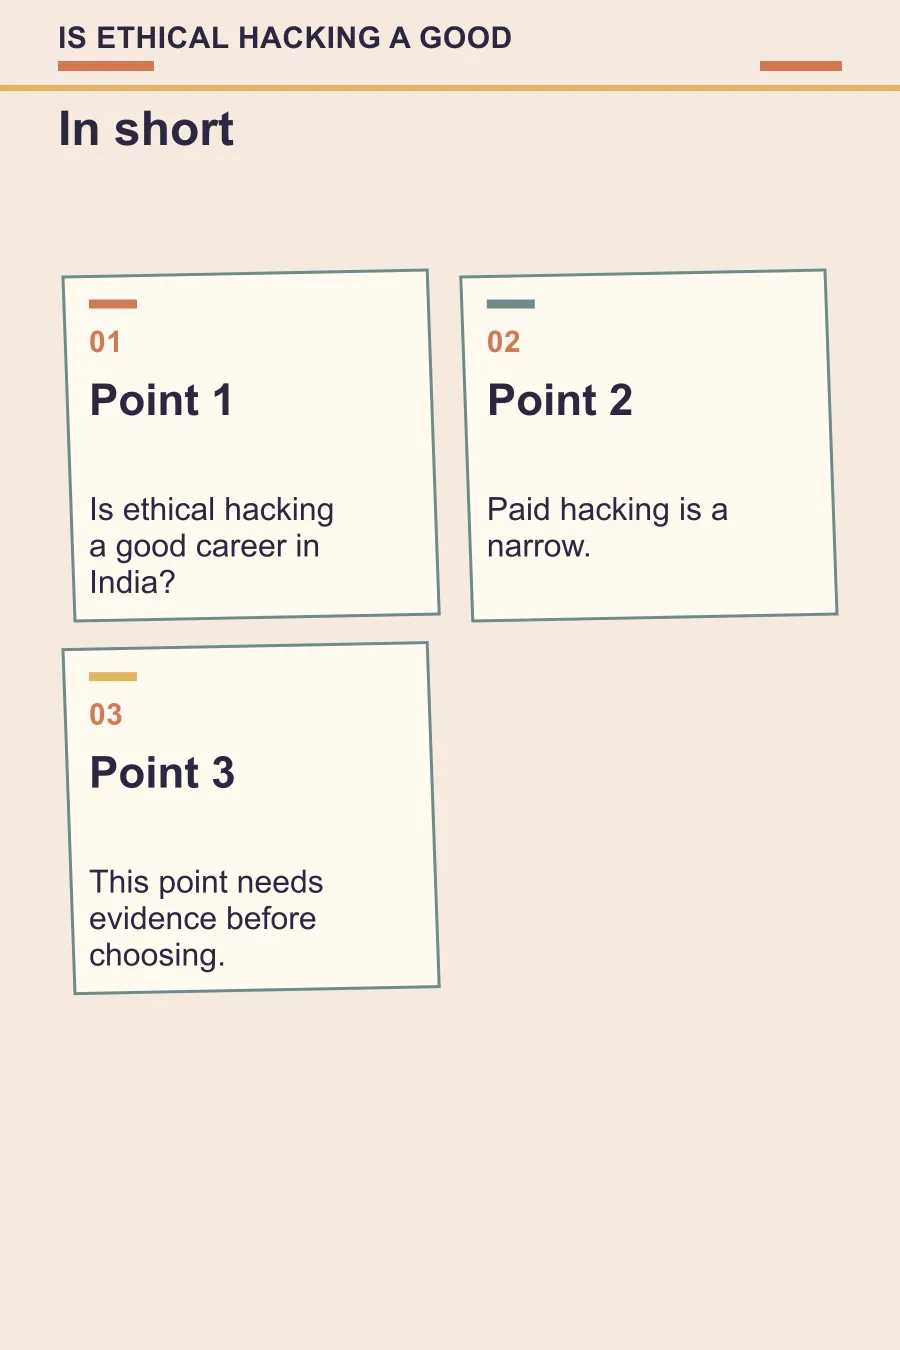 IS ETHICAL HACKING A GOOD
In short
01
Point 1
Is ethical hacking
a good career in
India?
02
Point 2
Paid hacking is a
narrow.
03
Point 3
This point needs
evidence before
choosing.